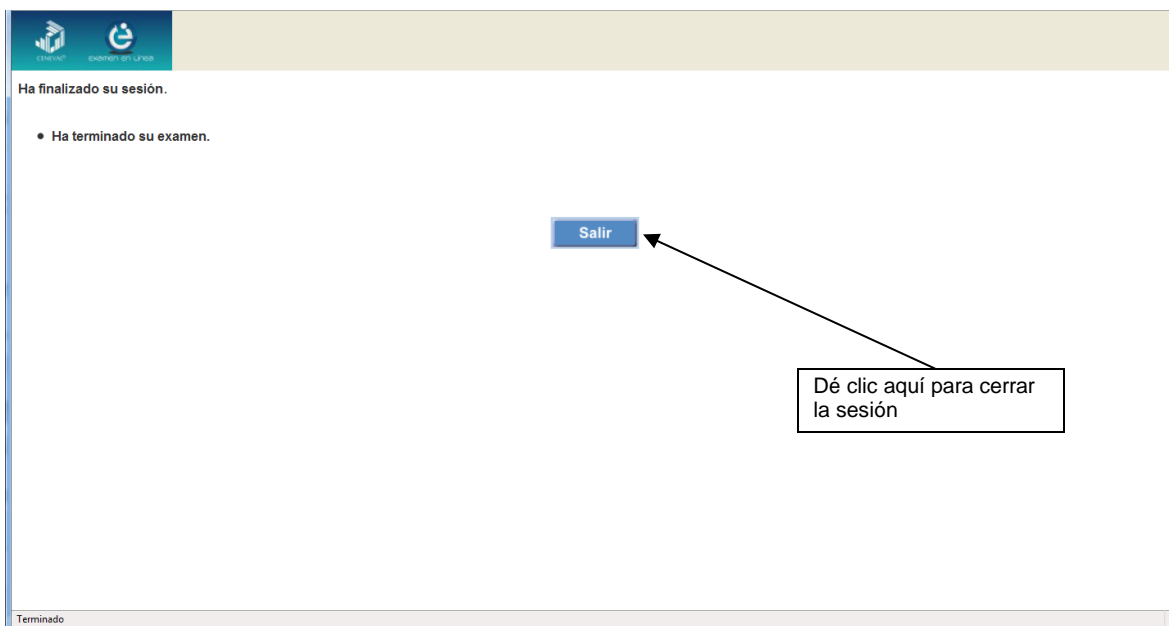 CENEVAL®
examen en línea
Ha finalizado su sesión.
Ha terminado su examen.
Salir
Dé clic aquí para cerrar
la sesión
Terminado